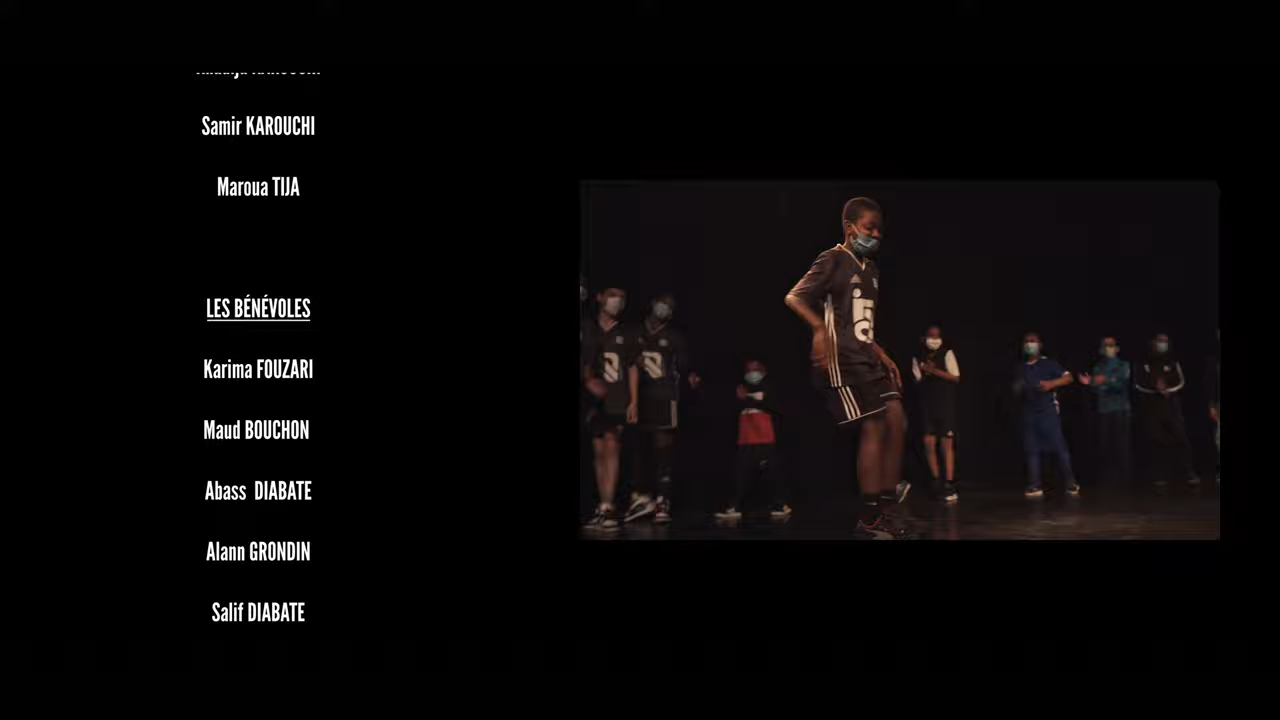 Samir KAROUCHI
Maroua TIJA
LES BÉNÉVOLES
Karima FOUZARI
Maud BOUCHON
Abass DIABATE
Alann GRONDIN
Salif DIABATE